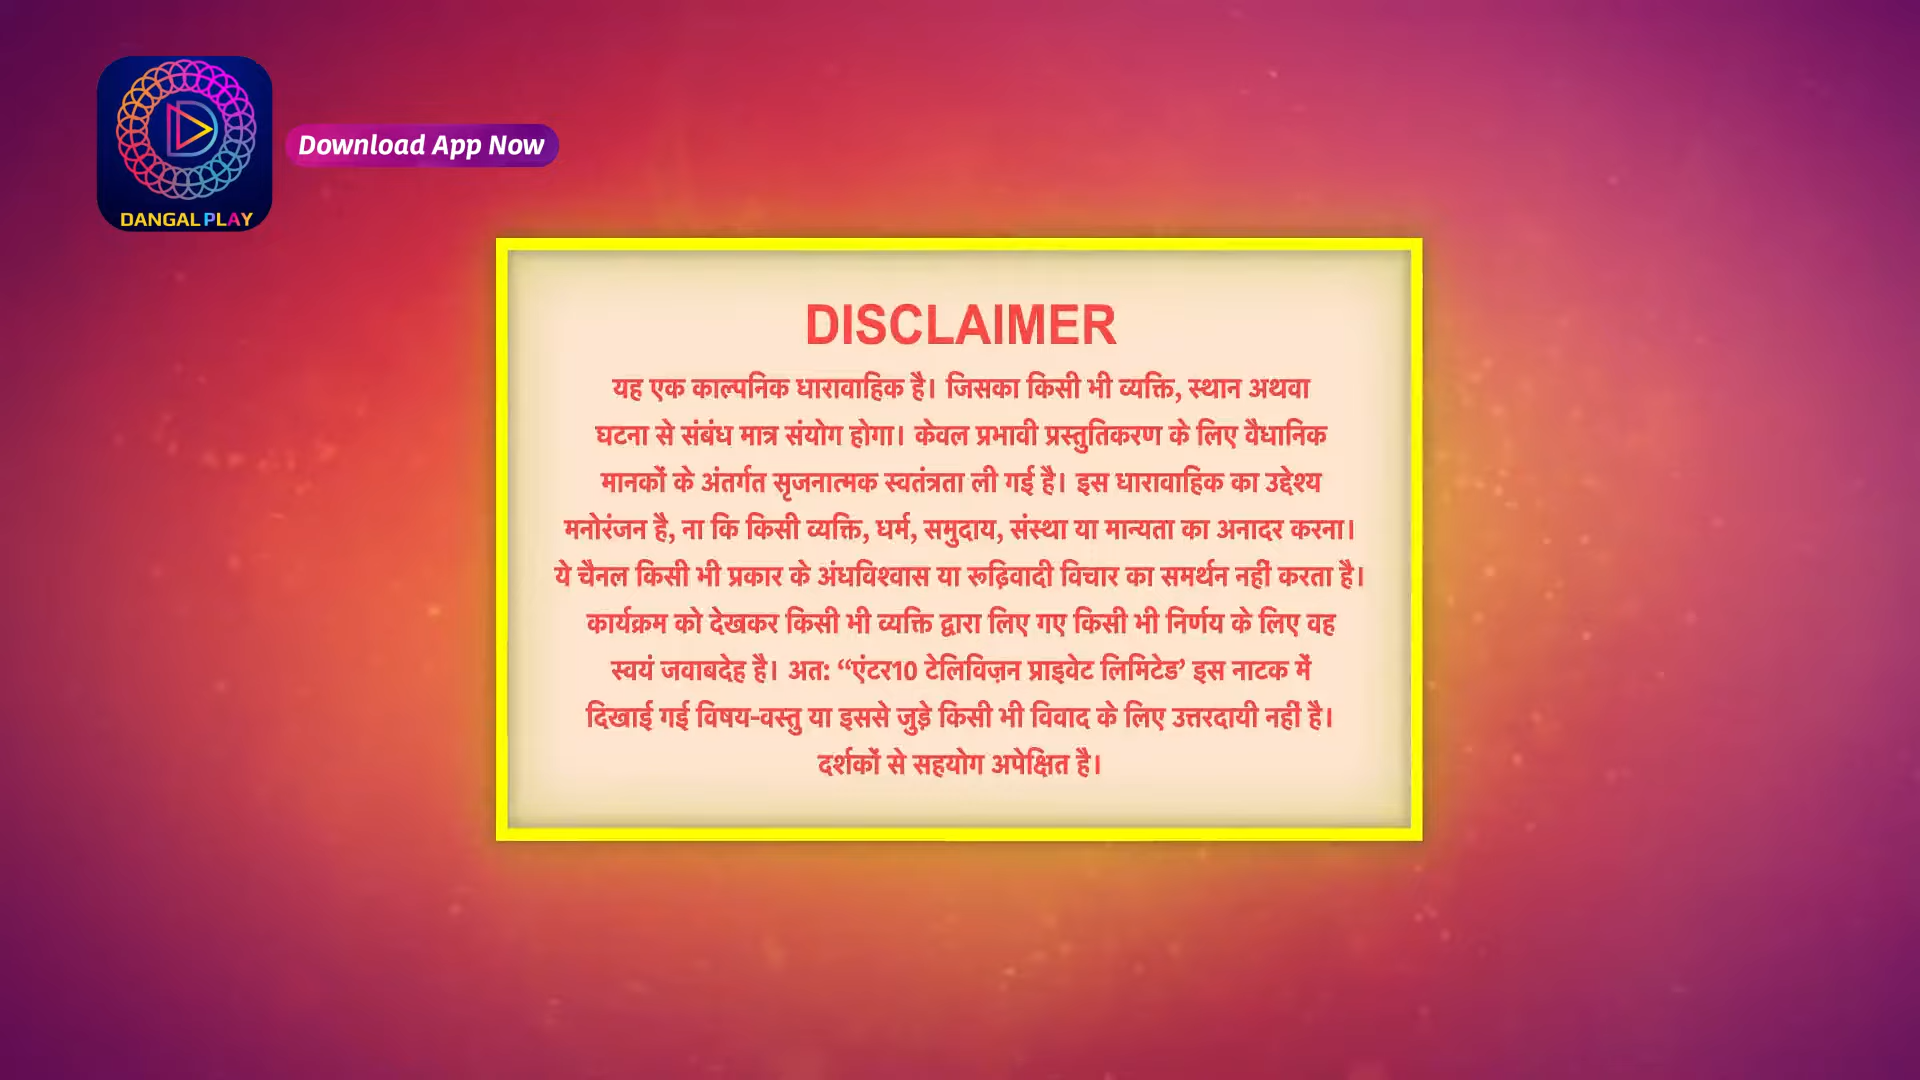 DANGAL PLAY
Download App Now
DISCLAIMER
यह एक काल्पनिक धारावाहिक है। जिसका किसी भी व्यक्ति, स्थान अथवा
घटना से संबंध मात्र संयोग होगा। केवल प्रभावी प्रस्तुतिकरण के लिए वैधानिक
मानकों के अंतर्गत सृजनात्मक स्वतंत्रता ली गई है। इस धारावाहिक का उद्देश्य
मनोरंजन है, ना कि किसी व्यक्ति, धर्म, समुदाय, संस्था या मान्यता का अनादर करना।
ये चैनल किसी भी प्रकार के अंधविश्वास या रूढ़िवादी विचार का समर्थन नहीं करता है।
कार्यक्रम को देखकर किसी भी व्यक्ति द्वारा लिए गए किसी भी निर्णय के लिए वह
स्वयं जवाबदेह है। अत: “एंटर10 टेलिविज़न प्राइवेट लिमिटेड’ इस नाटक में
दिखाई गई विषय-वस्तु या इससे जुड़े किसी भी विवाद के लिए उत्तरदायी नहीं है।
दर्शकों से सहयोग अपेक्षित है।